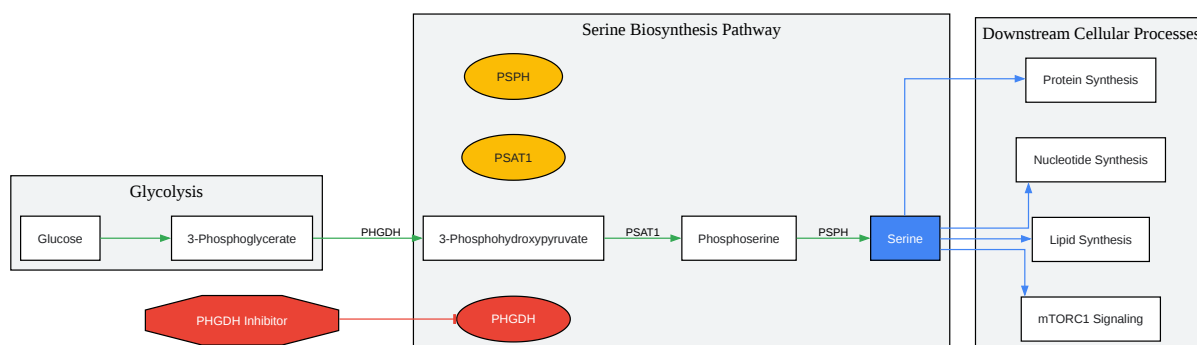 Serine Biosynthesis Pathway
Downstream Cellular Processes
PSPH
Protein Synthesis
PSAT1
Nucleotide Synthesis
Glycolysis
Glucose
3-Phosphoglycerate
PHGDH
3-Phosphohydroxypyruvate
PSAT1
Phosphoserine
PSPH
Serine
Lipid Synthesis
PHGDH Inhibitor
PHGDH
mTORC1 Signaling